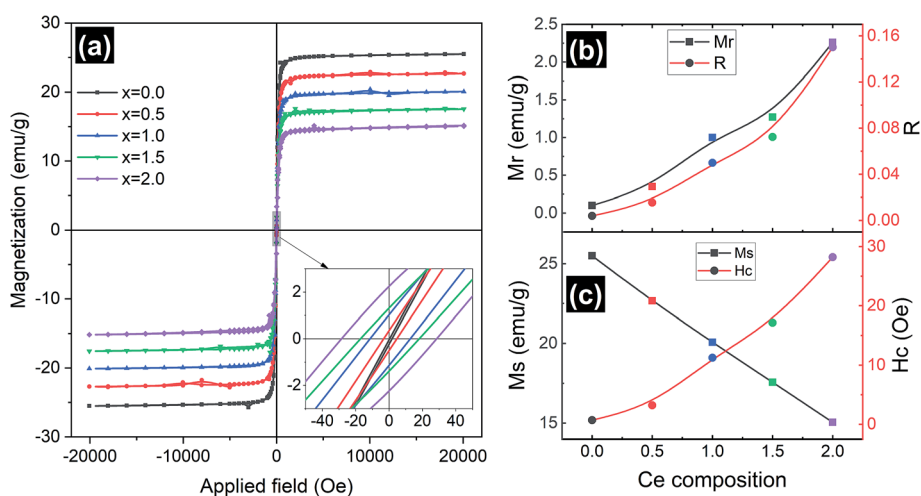 (a)
30
20
10
0
-10
-20
-30
Magnetization (emu/g)
x=0.0
x=0.5
x=1.0
x=1.5
x=2.0
2
0
-2
-40 -20 0 20 40
-20000 -10000 0 10000 20000
Applied field (Oe)
(b)
2.5
2.0
1.5
1.0
0.5
0.0
Mr (emu/g)
Mr
R
0.16
0.12
0.08
0.04
0.00
R
(c)
25
20
15
Ms (emu/g)
Ms
Hc
30
20
10
0
Hc (Oe)
0.0 0.5 1.0 1.5 2.0
Ce composition